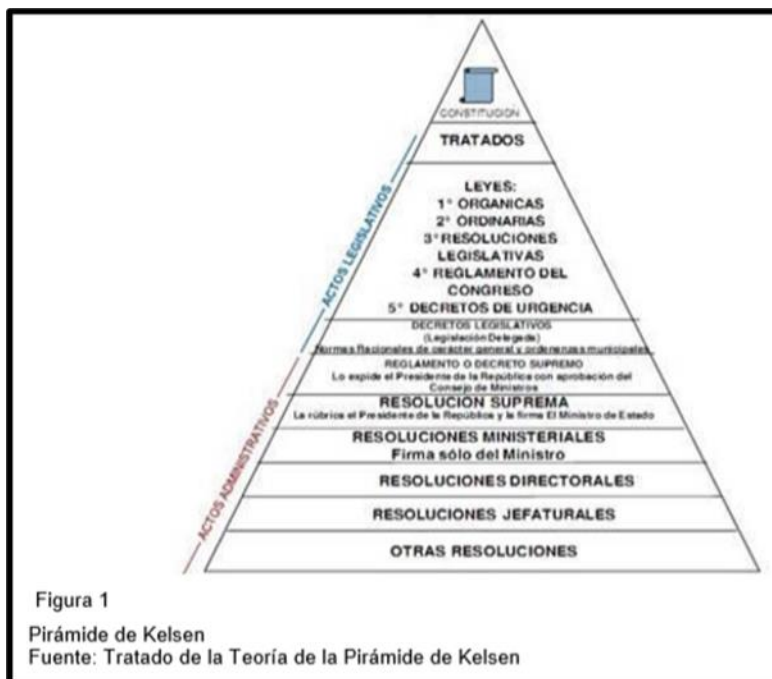 CONSTITUCION
TRATADOS
LEYES:
1° ORGANICAS
2° ORDINARIAS
3° RESOLUCIONES
LEGISLATIVAS
4° REGLAMENTO DEL
CONGRESO
5° DECRETOS DE URGENCIA
DECRETOS LEGISLATIVOS
(Legislación Delegada)
Normas Regionales de carácter general y ordenanzas municipales
REGLAMENTO O DECRETO SUPREMO
Lo expide el Presidente de la República con aprobación del
Consejo de Ministros
RESOLUCION SUPREMA
La rúbrica el Presidente de la República y la firma El Ministro de Estado
RESOLUCIONES MINISTERIALES
Firma sólo del Ministro
RESOLUCIONES DIRECTORALES
RESOLUCIONES JEFATURALES
OTRAS RESOLUCIONES
ACTOS LEGISLATIVOS
ACTOS ADMINISTRATIVOS
Figura 1
Pirámide de Kelsen
Fuente: Tratado de la Teoría de la Pirámide de Kelsen